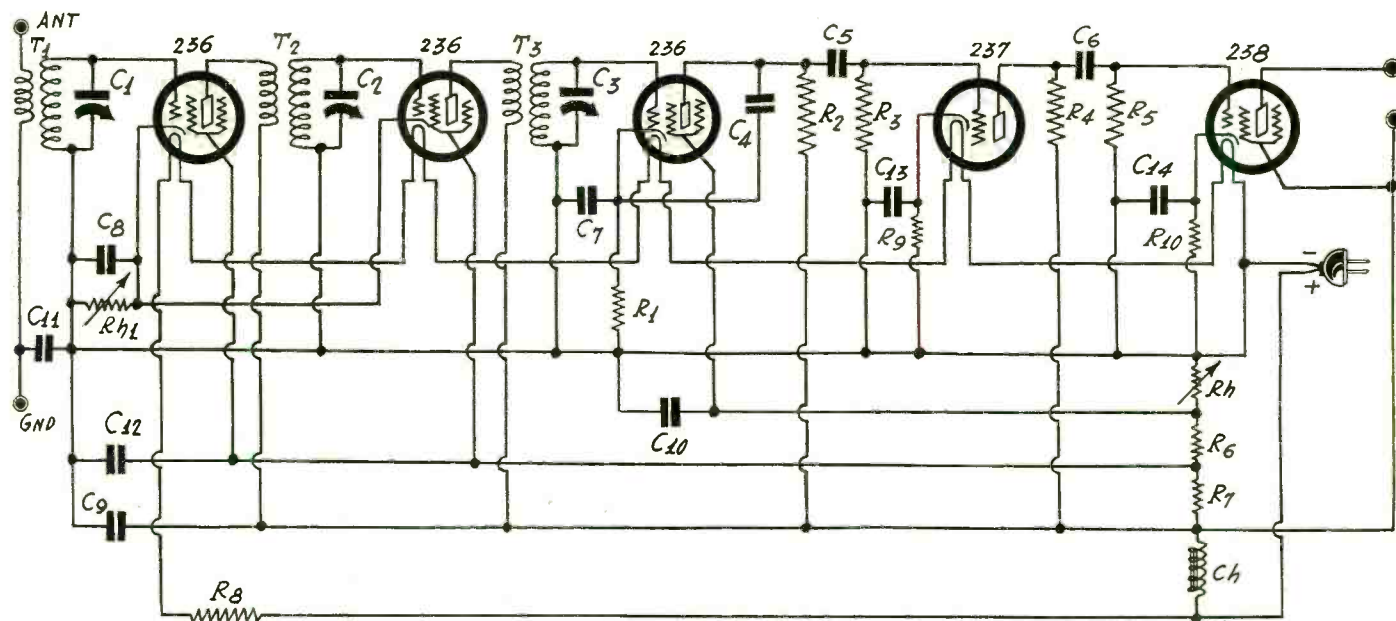 ANT
T1
C1
236
T2
C2
236
T3
C3
236
C4
C5
R2
R3
237
C6
R4
R5
238
C7
C13
R9
C14
R10
C8
Rh1
C11
R1
−
+
GND
C12
C10
Rh
R6
R7
C9
R8
Ch